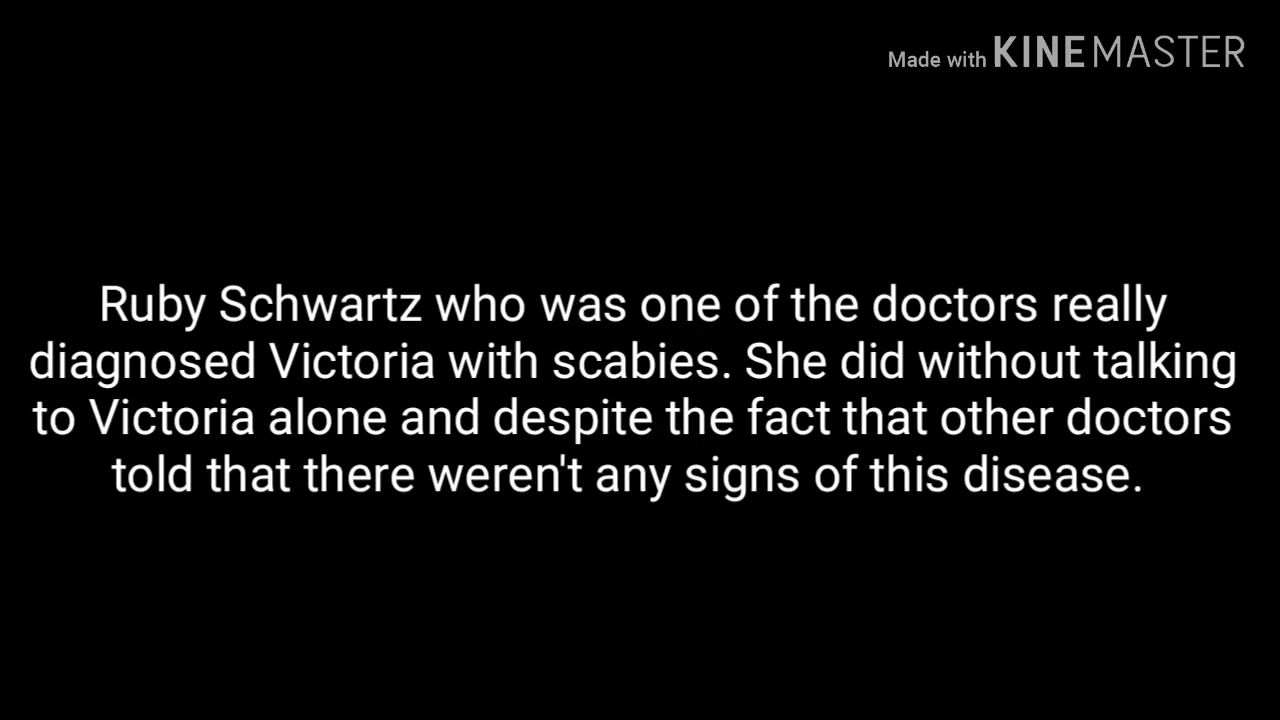 Made with KINEMASTER
Ruby Schwartz who was one of the doctors really
diagnosed Victoria with scabies. She did without talking
to Victoria alone and despite the fact that other doctors
told that there weren't any signs of this disease.